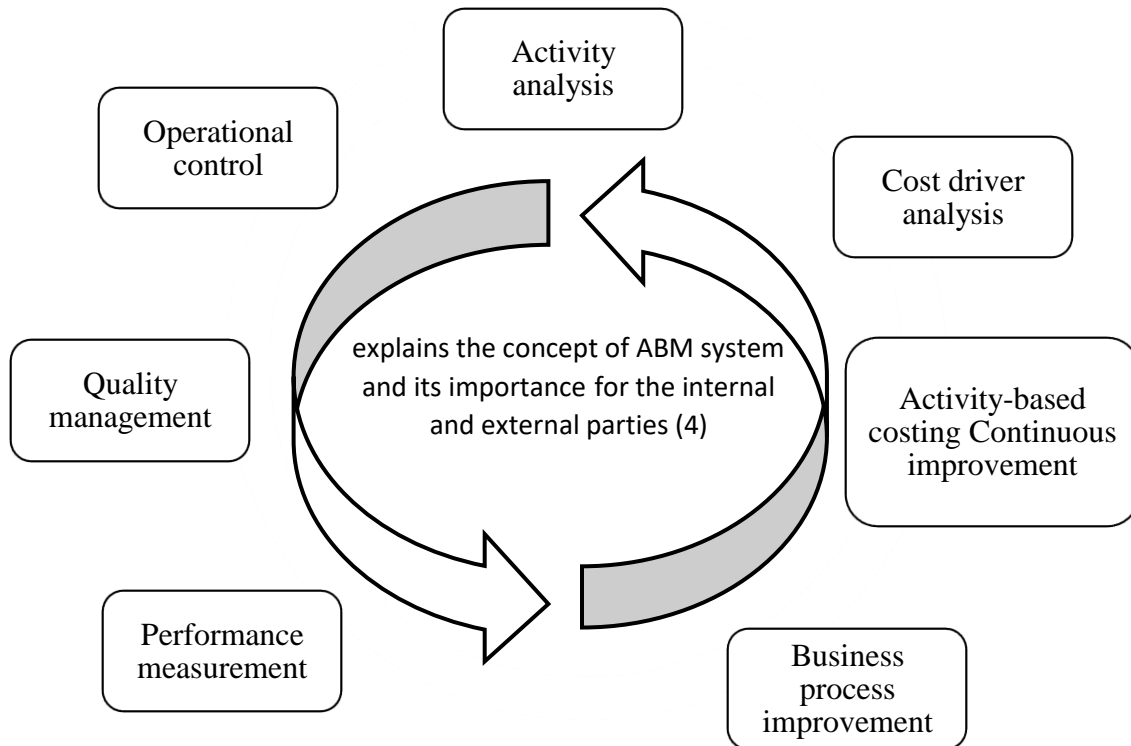 Activity
analysis
Operational
control
Cost driver
analysis
explains the concept of ABM system
and its importance for the internal
and external parties (4)
Quality
management
Activity-based
costing Continuous
improvement
Performance
measurement
Business
process
improvement